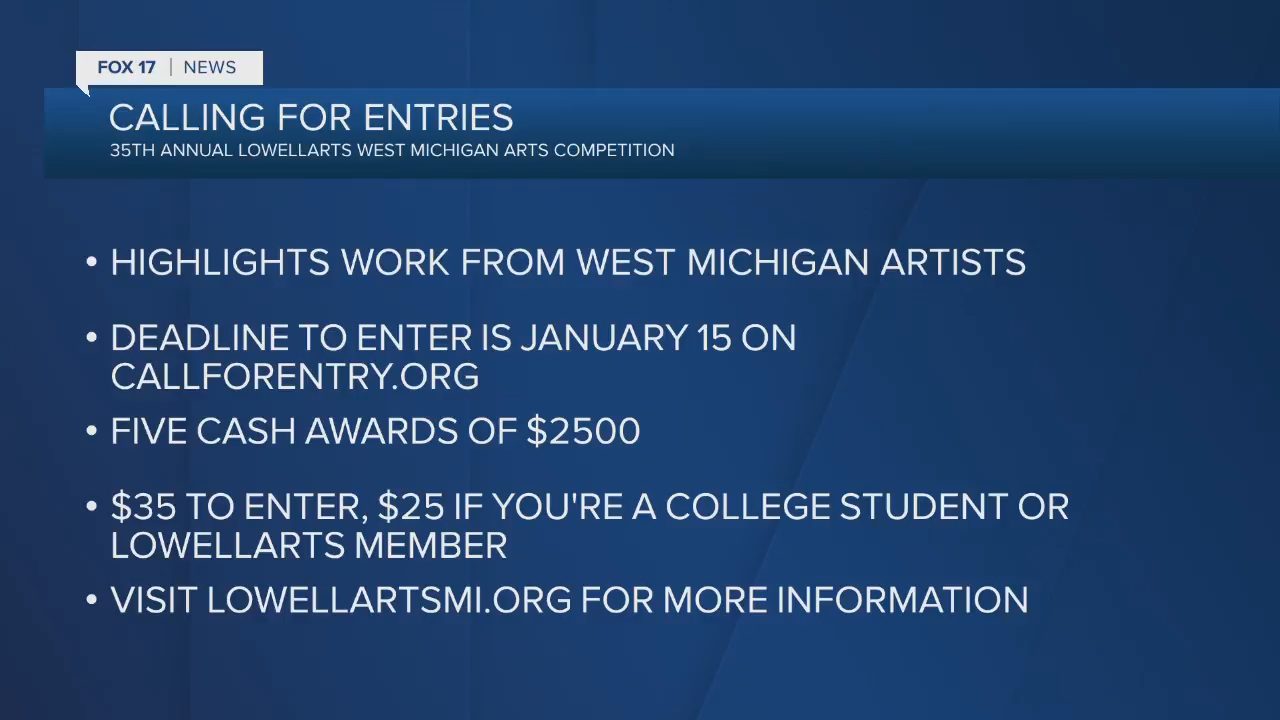 FOX 17 | NEWS
CALLING FOR ENTRIES
35TH ANNUAL LOWELLARTS WEST MICHIGAN ARTS COMPETITION
• HIGHLIGHTS WORK FROM WEST MICHIGAN ARTISTS
• DEADLINE TO ENTER IS JANUARY 15 ON
CALLFORENTRY.ORG
• FIVE CASH AWARDS OF $2500
• $35 TO ENTER, $25 IF YOU'RE A COLLEGE STUDENT OR
LOWELLARTS MEMBER
• VISIT LOWELLARTSMI.ORG FOR MORE INFORMATION